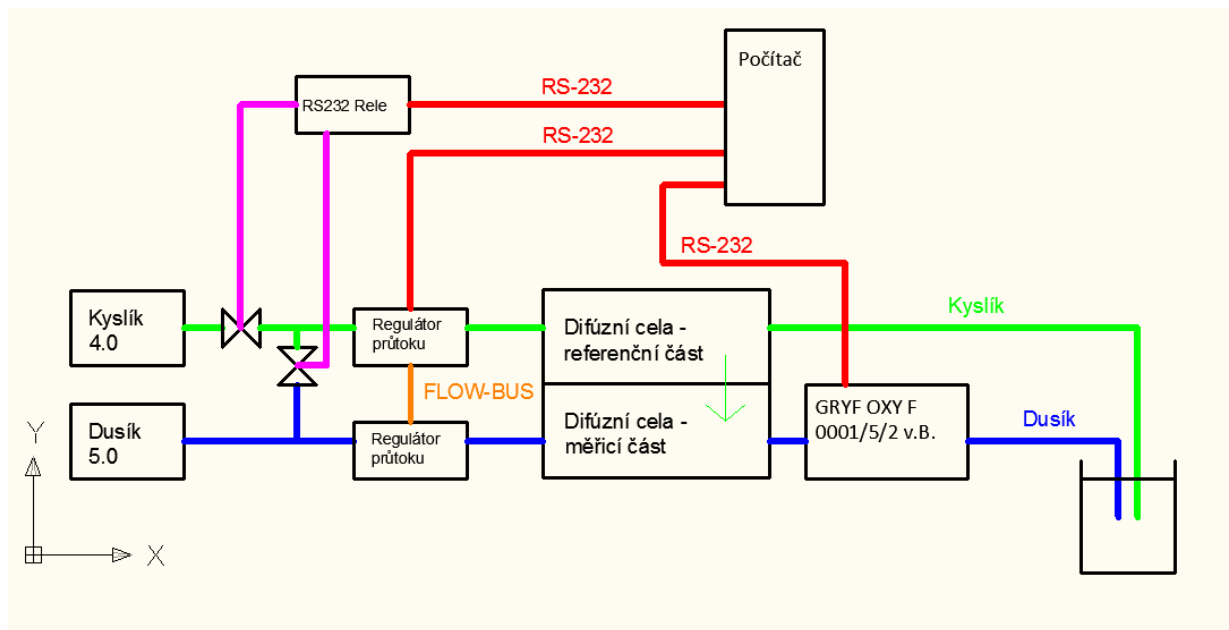 Počítač
RS232 Rele
RS-232
RS-232
RS-232
Kyslík
4.0
Regulátor
průtoku
Difúzní cela -
referenční část
Kyslík
FLOW-BUS
Dusík
5.0
Regulátor
průtoku
Difúzní cela -
měřicí část
GRYF OXY F
0001/5/2 v.B.
Dusík
Y
X